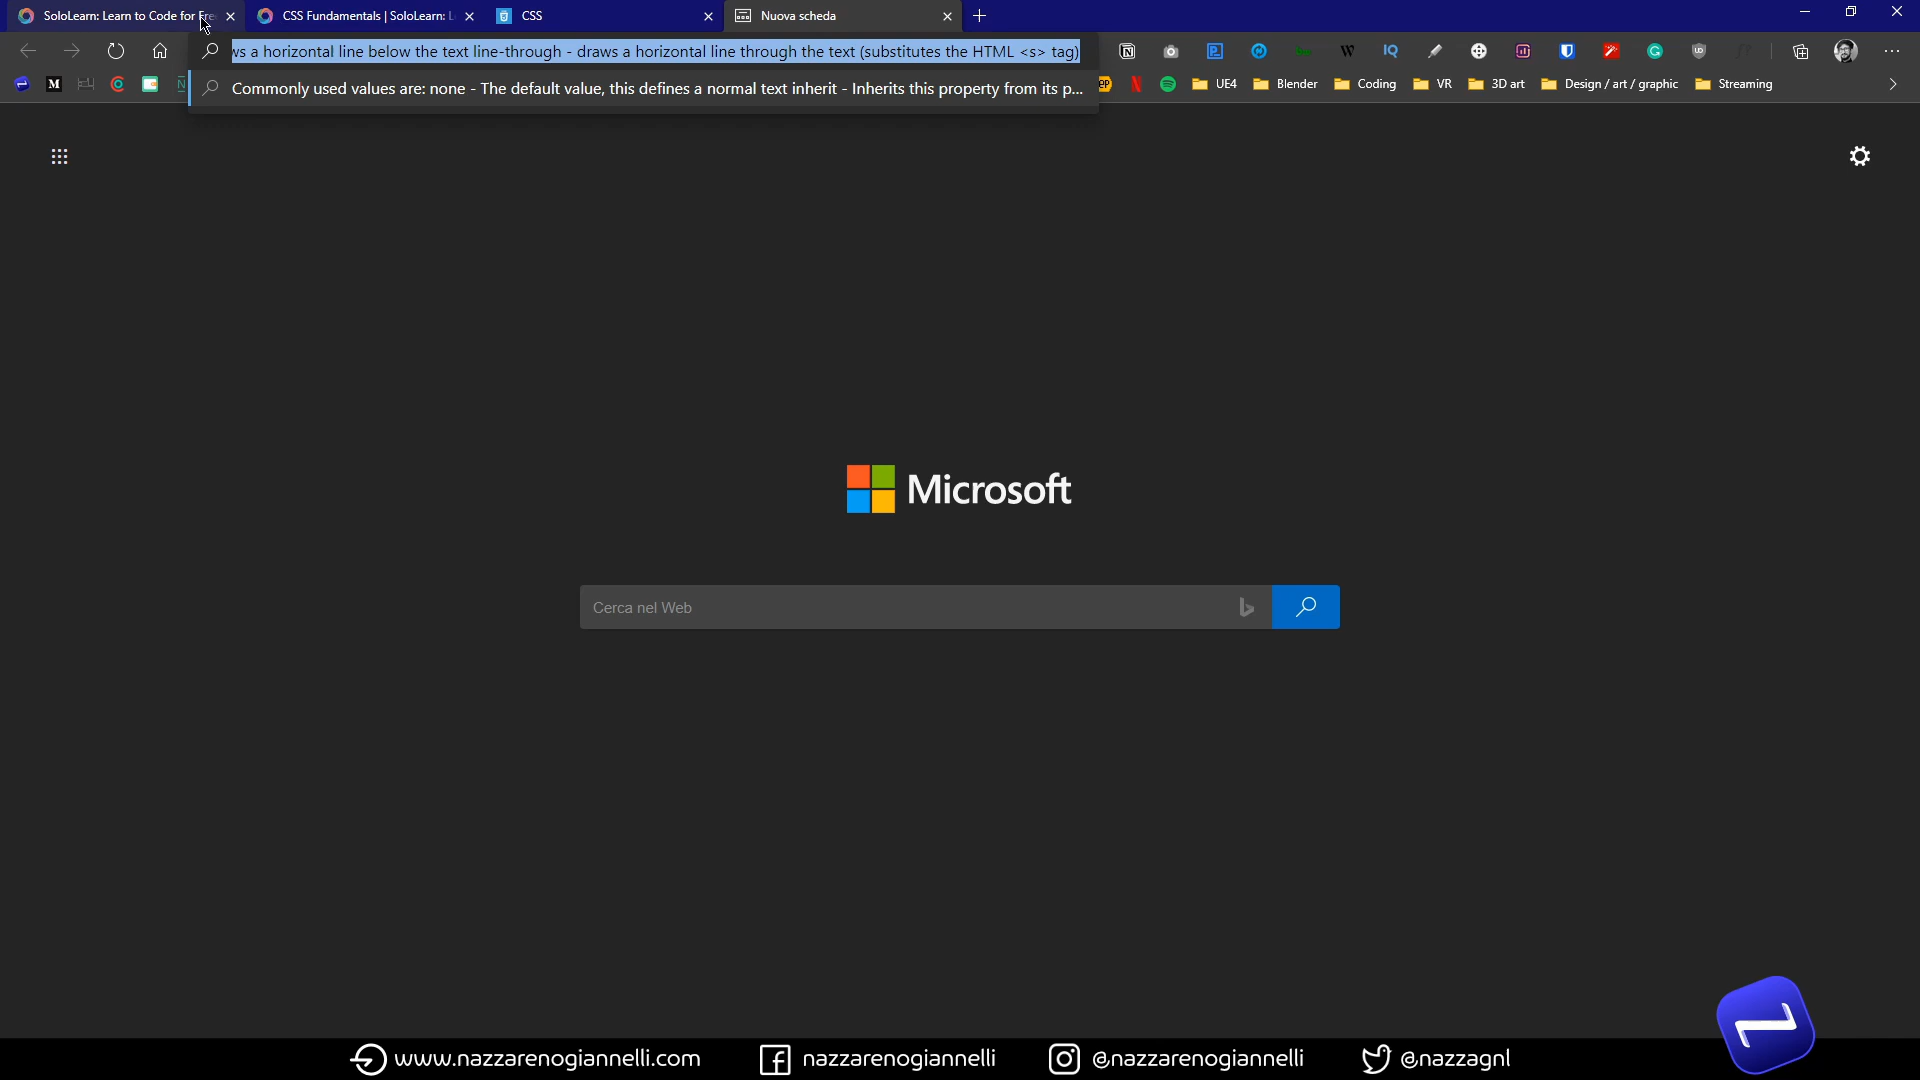 SoloLearn: Learn to Code for Fre
CSS Fundamentals | SoloLearn: L
CSS
Nuova scheda
ws a horizontal line below the text line-through - draws a horizontal line through the text (substitutes the HTML <s> tag)
Commonly used values are: none - The default value, this defines a normal text inherit - Inherits this property from its p...
UE4
Blender
Coding
VR
3D art
Design / art / graphic
Streaming
Microsoft
Cerca nel Web
www.nazzarenogiannelli.com
nazzarenogiannelli
@nazzarenogiannelli
@nazzagnl